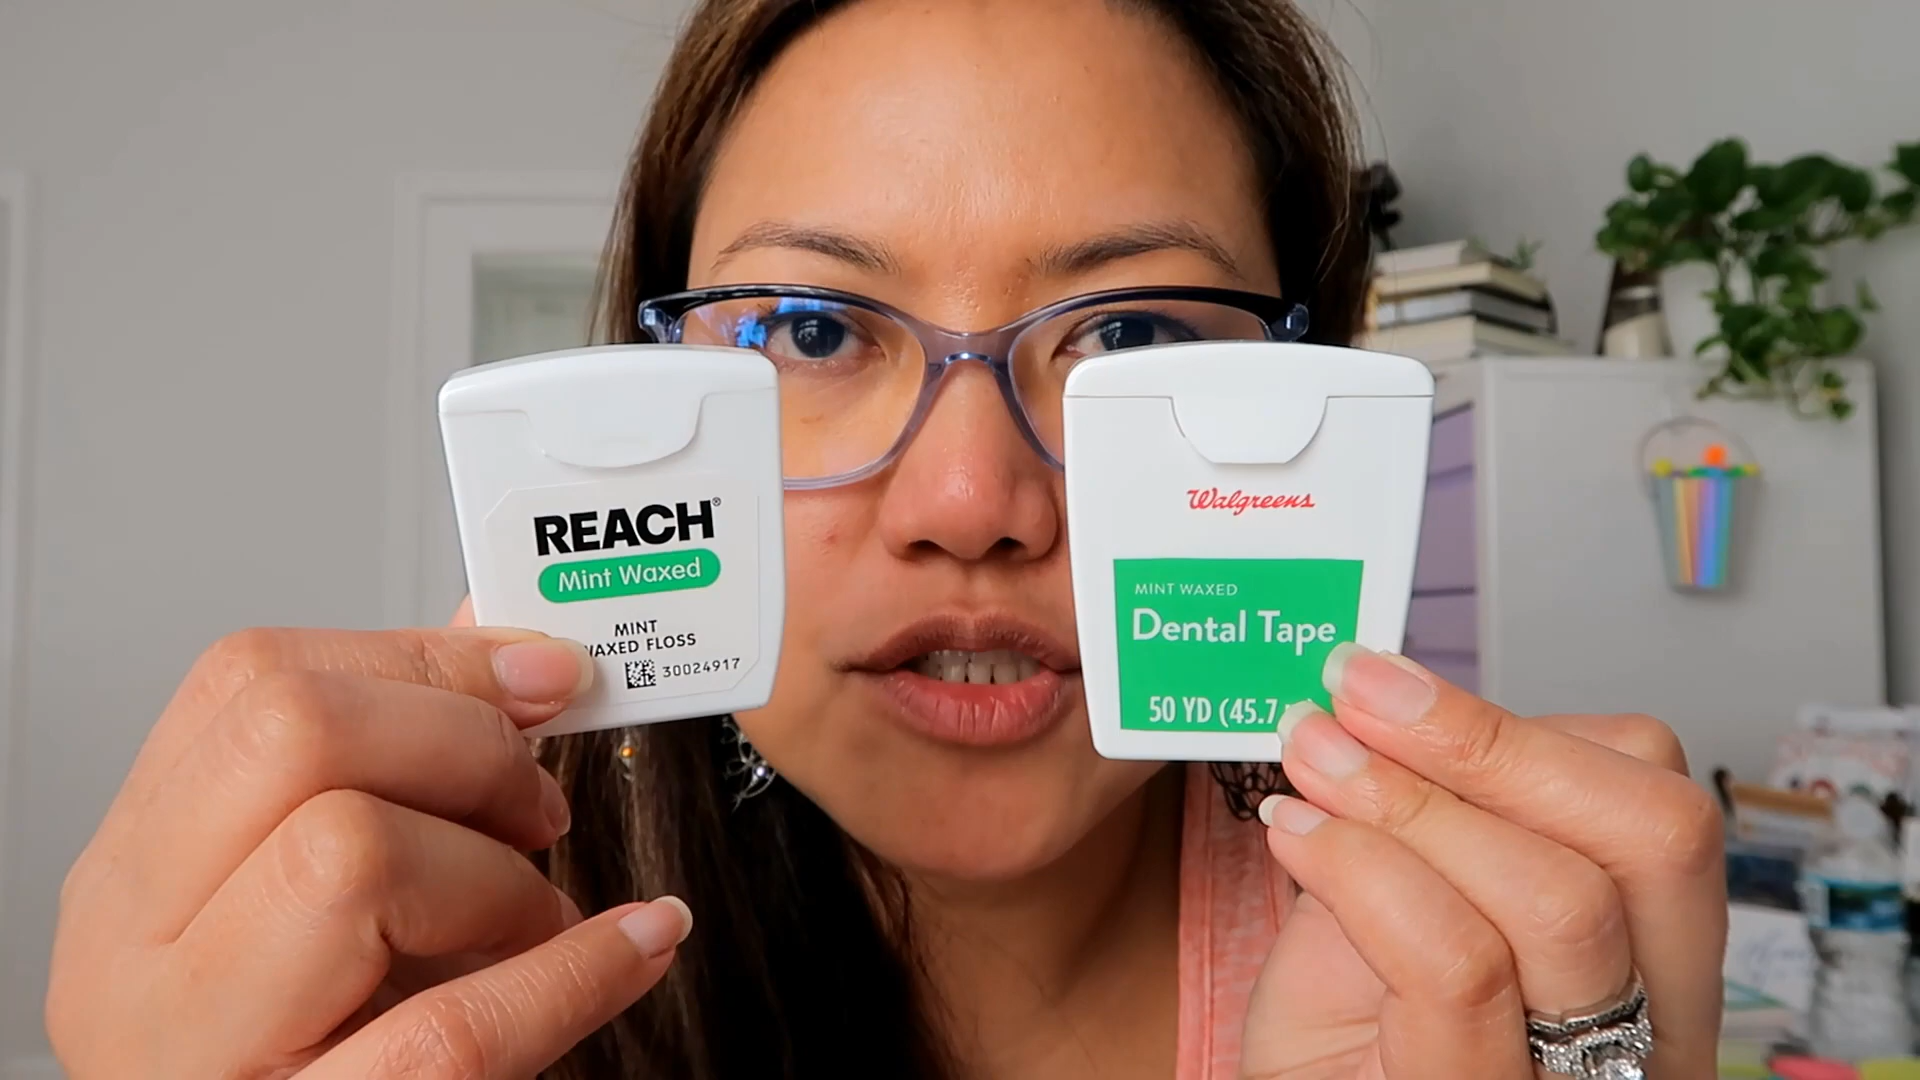 REACH®
Mint Waxed
MINT
WAXED FLOSS
30024917
Walgreens
MINT WAXED
Dental Tape
50 YD (45.7